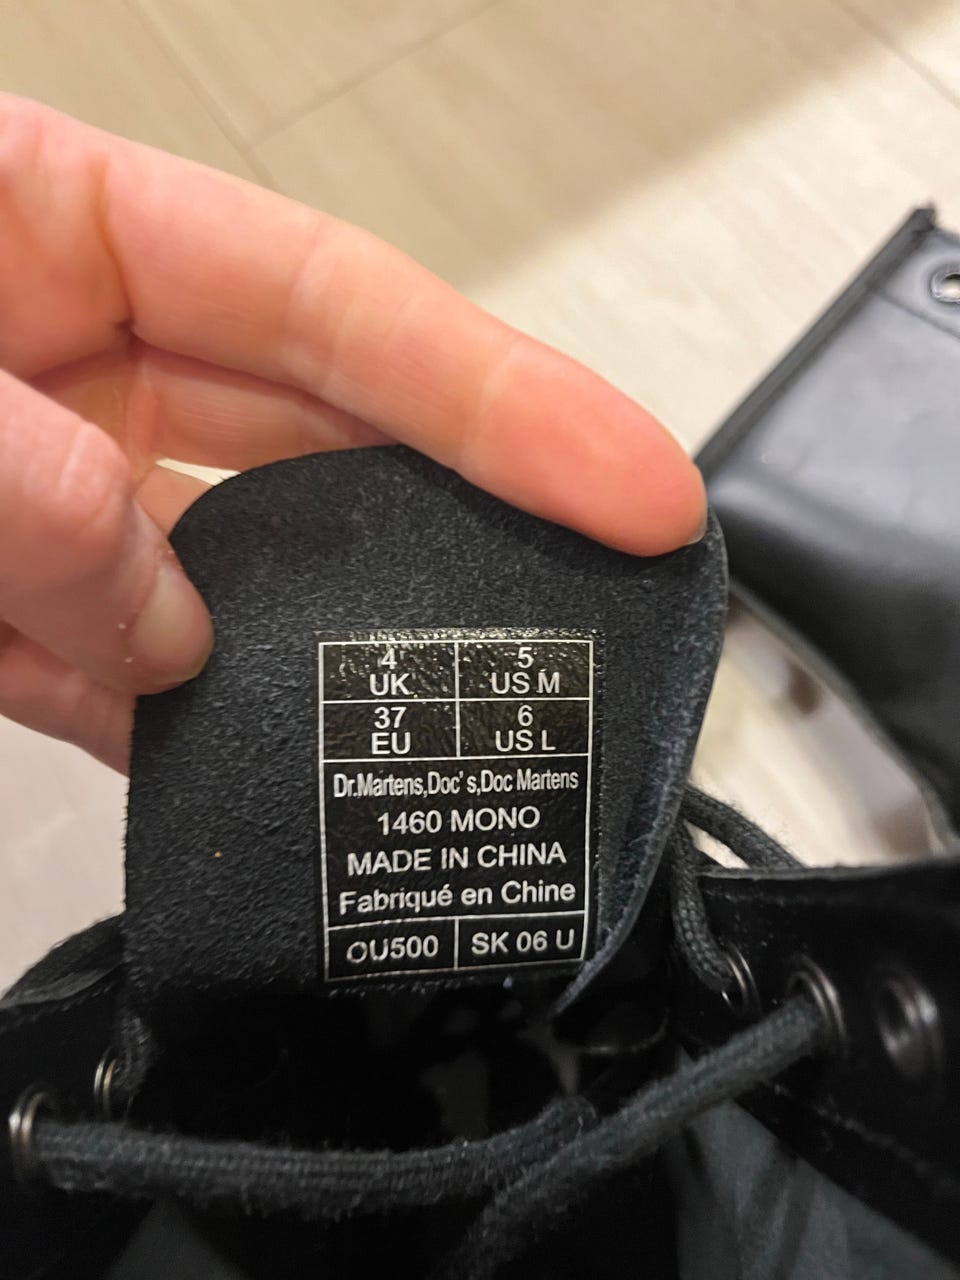 4 5
UK US M
37 6
EU US L
Dr.Martens,Doc's,Doc Martens
1460 MONO
MADE IN CHINA
Fabriqué en Chine
OU500 SK 06 U